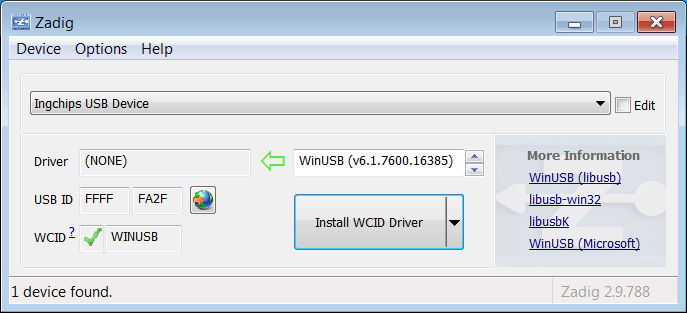 Zadig
Device Options Help
Ingchips USB Device Edit
Driver (NONE) WinUSB (v6.1.7600.16385)
USB ID FFFF FA2F
WCID ? WINUSB
Install WCID Driver
More Information
WinUSB (libusb)
libusb-win32
libusbK
WinUSB (Microsoft)
1 device found. Zadig 2.9.788